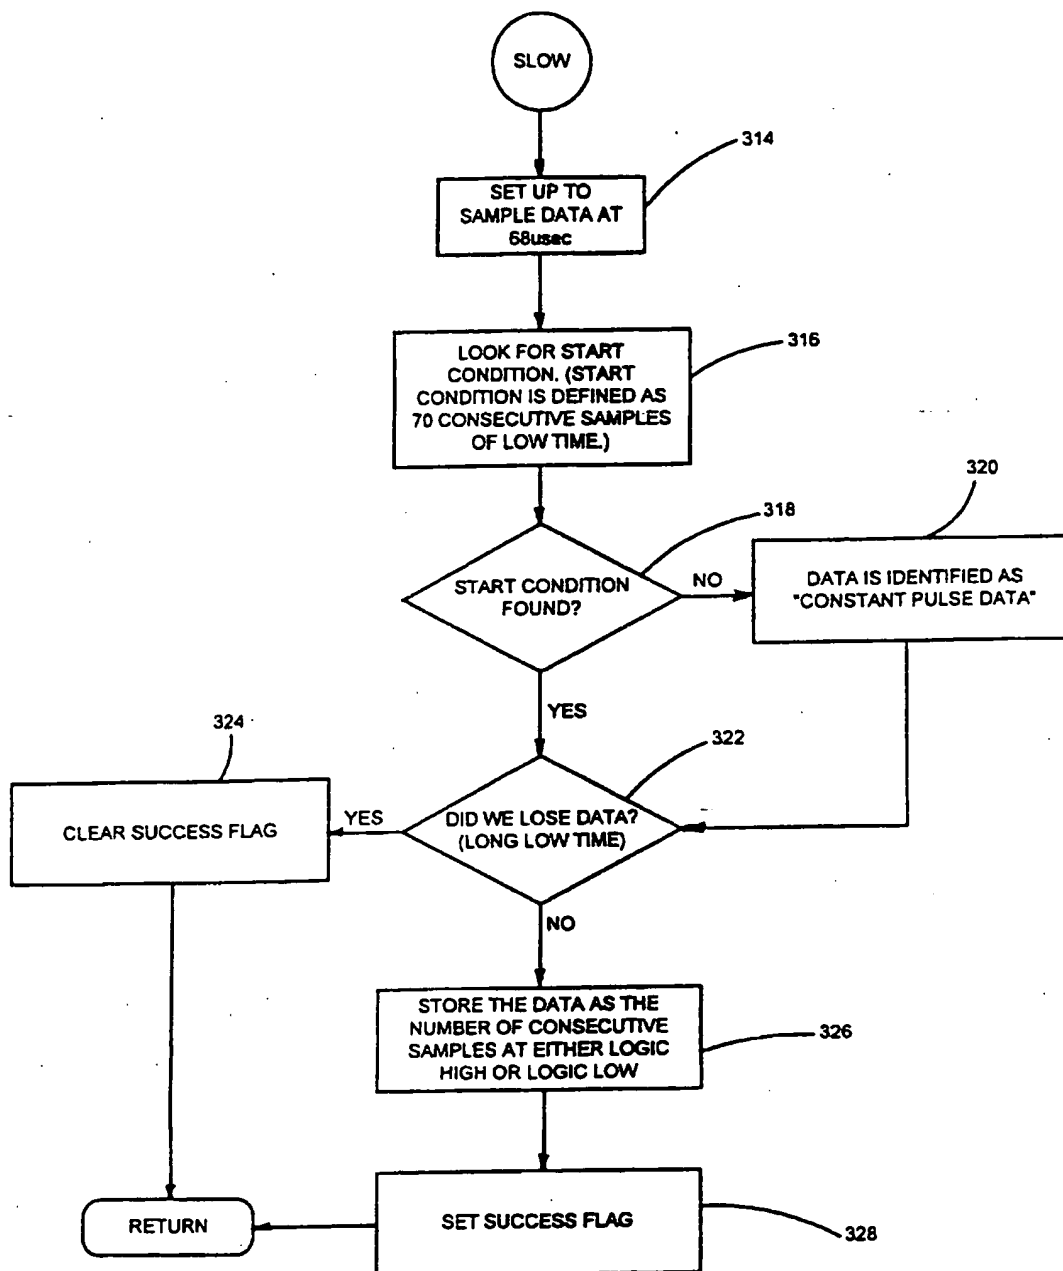 SLOW
314
SET UP TO
SAMPLE DATA AT
68usec
316
LOOK FOR START
CONDITION. (START
CONDITION IS DEFINED AS
70 CONSECUTIVE SAMPLES
OF LOW TIME.)
318
START CONDITION
FOUND?
NO
320
DATA IS IDENTIFIED AS
"CONSTANT PULSE DATA"
YES
322
DID WE LOSE DATA?
(LONG LOW TIME)
YES
324
CLEAR SUCCESS FLAG
NO
STORE THE DATA AS THE
NUMBER OF CONSECUTIVE
SAMPLES AT EITHER LOGIC
HIGH OR LOGIC LOW
326
SET SUCCESS FLAG
328
RETURN